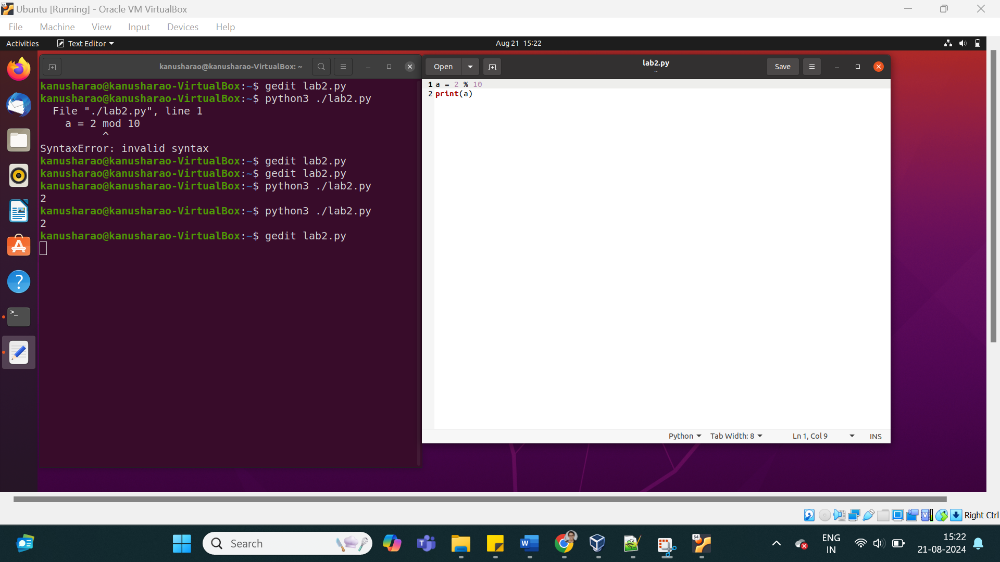 Ubuntu [Running] - Oracle VM VirtualBox
File Machine View Input Devices Help
Activities Text Editor Aug 21 15:22
kanusharao@kanusharao-VirtualBox: ~
kanusharao@kanusharao-VirtualBox:~$ gedit lab2.py
kanusharao@kanusharao-VirtualBox:~$ python3 ./lab2.py
File "./lab2.py", line 1
a = 2 mod 10
^
SyntaxError: invalid syntax
kanusharao@kanusharao-VirtualBox:~$ gedit lab2.py
kanusharao@kanusharao-VirtualBox:~$ gedit lab2.py
kanusharao@kanusharao-VirtualBox:~$ python3 ./lab2.py
2
kanusharao@kanusharao-VirtualBox:~$ python3 ./lab2.py
2
kanusharao@kanusharao-VirtualBox:~$ gedit lab2.py
Open lab2.py Save
~
1 a = 2 % 10
2 print(a)
Python Tab Width: 8 Ln 1, Col 9 INS
Right Ctrl
Search
ENG
IN
15:22
21-08-2024